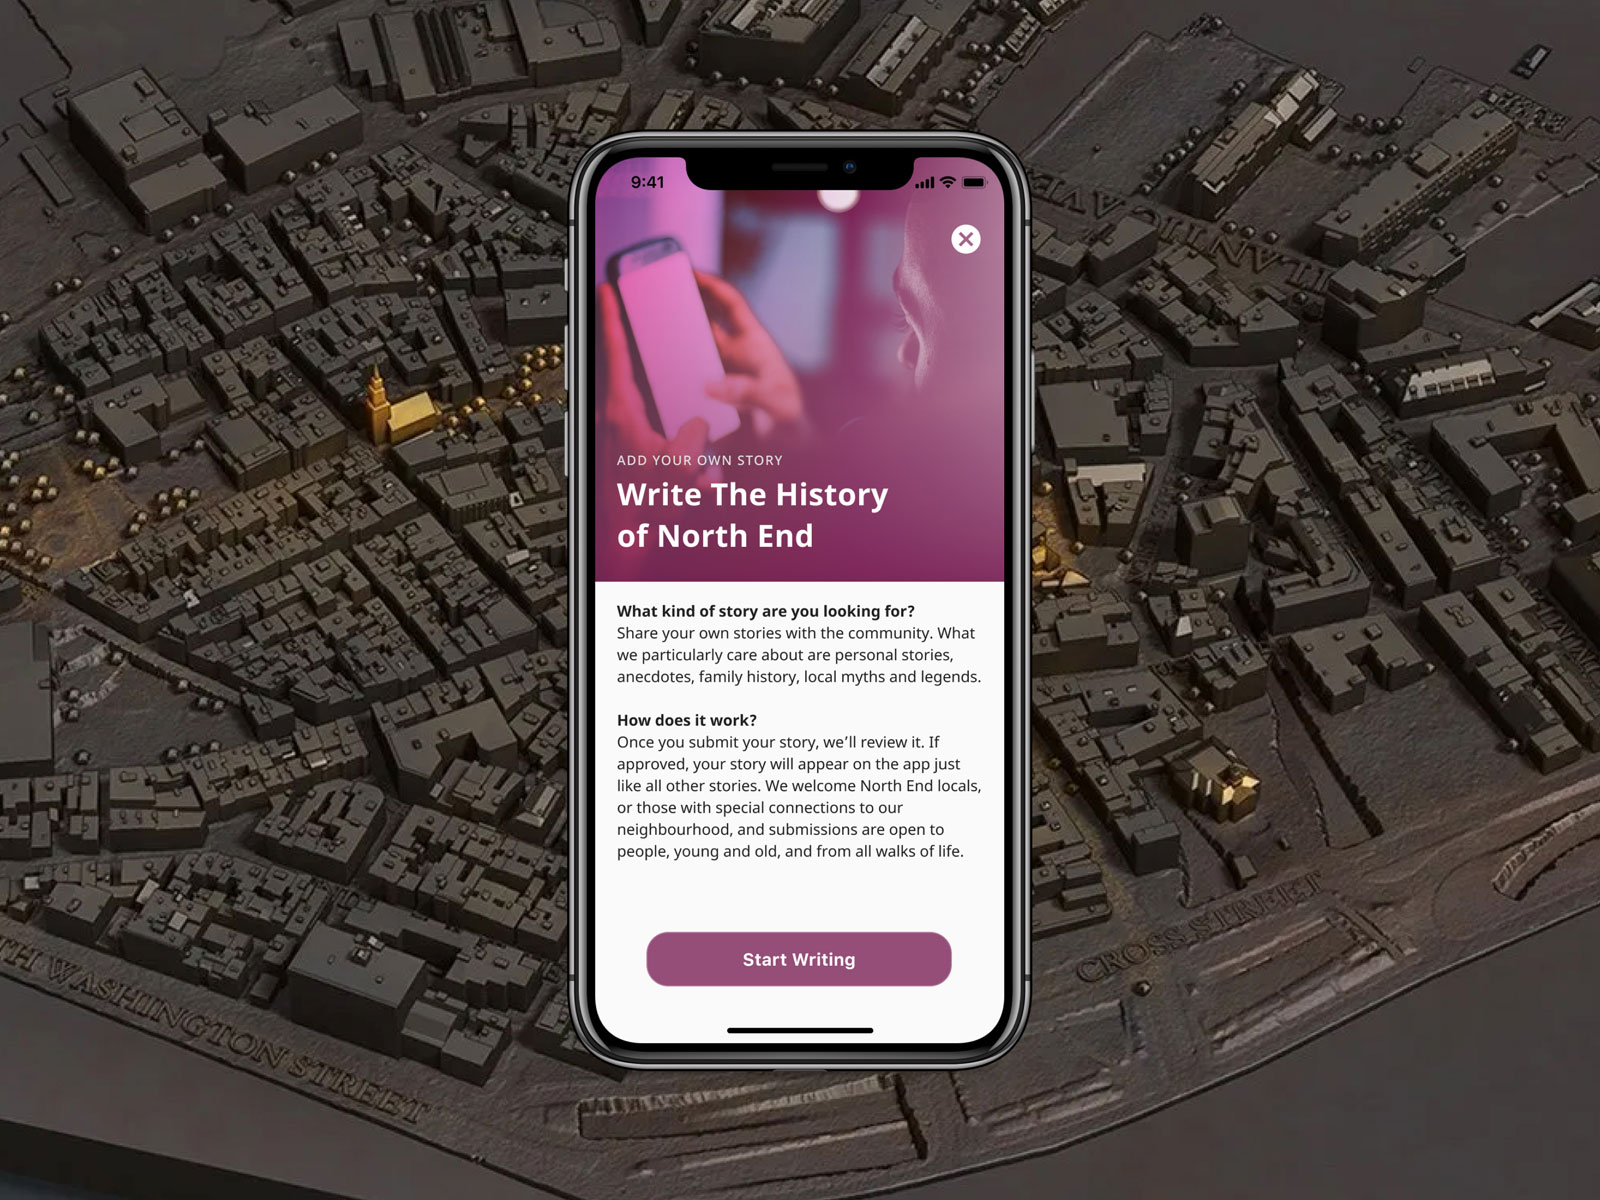 9:41
ADD YOUR OWN STORY
Write The History
of North End
What kind of story are you looking for?
Share your own stories with the community. What
we particularly care about are personal stories,
anecdotes, family history, local myths and legends.
How does it work?
Once you submit your story, we’ll review it. If
approved, your story will appear on the app just
like all other stories. We welcome North End locals,
or those with special connections to our
neighbourhood, and submissions are open to
people, young and old, and from all walks of life.
Start Writing
ATLANTIC AVE
CROSS STREET
TH WASHINGTON STREET